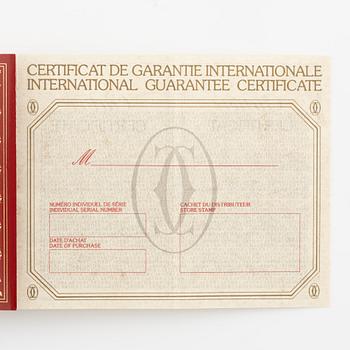 CERTIFICAT DE GARANTIE INTERNATIONALE
INTERNATIONAL GUARANTEE CERTIFICATE
M
NUMÉRO INDIVIDUEL DE SÉRIE
INDIVIDUAL SERIAL NUMBER
CACHET DU DISTRIBUTEUR
STORE STAMP
DATE D'ACHAT
DATE OF PURCHASE